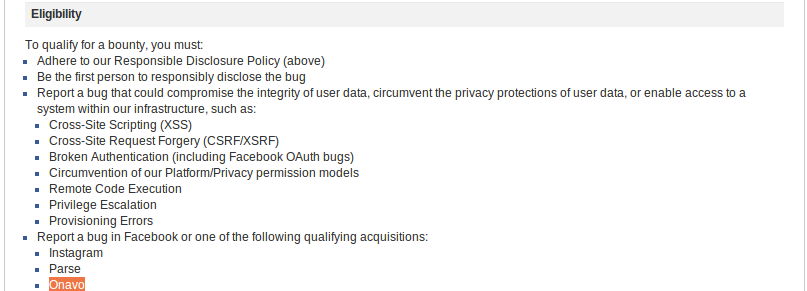 Eligibility
To qualify for a bounty, you must:
Adhere to our Responsible Disclosure Policy (above)
Be the first person to responsibly disclose the bug
Report a bug that could compromise the integrity of user data, circumvent the privacy protections of user data, or enable access to a
system within our infrastructure, such as:
Cross-Site Scripting (XSS)
Cross-Site Request Forgery (CSRF/XSRF)
Broken Authentication (including Facebook OAuth bugs)
Circumvention of our Platform/Privacy permission models
Remote Code Execution
Privilege Escalation
Provisioning Errors
Report a bug in Facebook or one of the following qualifying acquisitions:
Instagram
Parse
Onavo